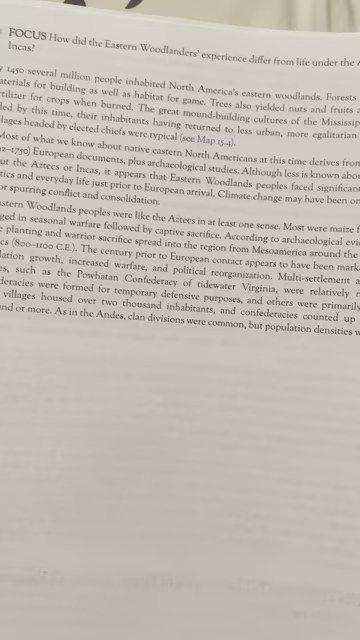 FOCUS How did the Eastern Woodlanders' experience differ from life under the
Incas?
y 1450 several million people inhabited North America's eastern woodlands. Forests
aterials for building as well as habitat for game. Trees also yielded nuts and fruits
rtilizer for crops when burned. The great mound-building cultures of the Mississip
ded by this time, their inhabitants having returned to less urban, more egalitarian
llages headed by elected chiefs were typical (see Map 15.4).
Most of what we know about native eastern North Americans at this time derives from
92–1750) European documents, plus archaeological studies. Although less is known abou
ut the Aztecs or Incas, it appears that Eastern Woodlands peoples faced significant
tics and everyday life just prior to European arrival. Climate change may have been on
or spurring conflict and consolidation.
astern Woodlands peoples were like the Aztecs in at least one sense. Most were maize f
ged in seasonal warfare followed by captive sacrifice. According to archaeological evi
e planting and warrior sacrifice spread into the region from Mesoamerica around the
cs (800–1100 C.E.). The century prior to European contact appears to have been mark
lation growth, increased warfare, and political reorganization. Multi-settlement
es, such as the Powhatan Confederacy of tidewater Virginia, were relatively
deracies were formed for temporary defensive purposes, and others were primarily
villages housed over two thousand inhabitants, and confederacies counted up
and or more. As in the Andes, clan divisions were common, but population densities